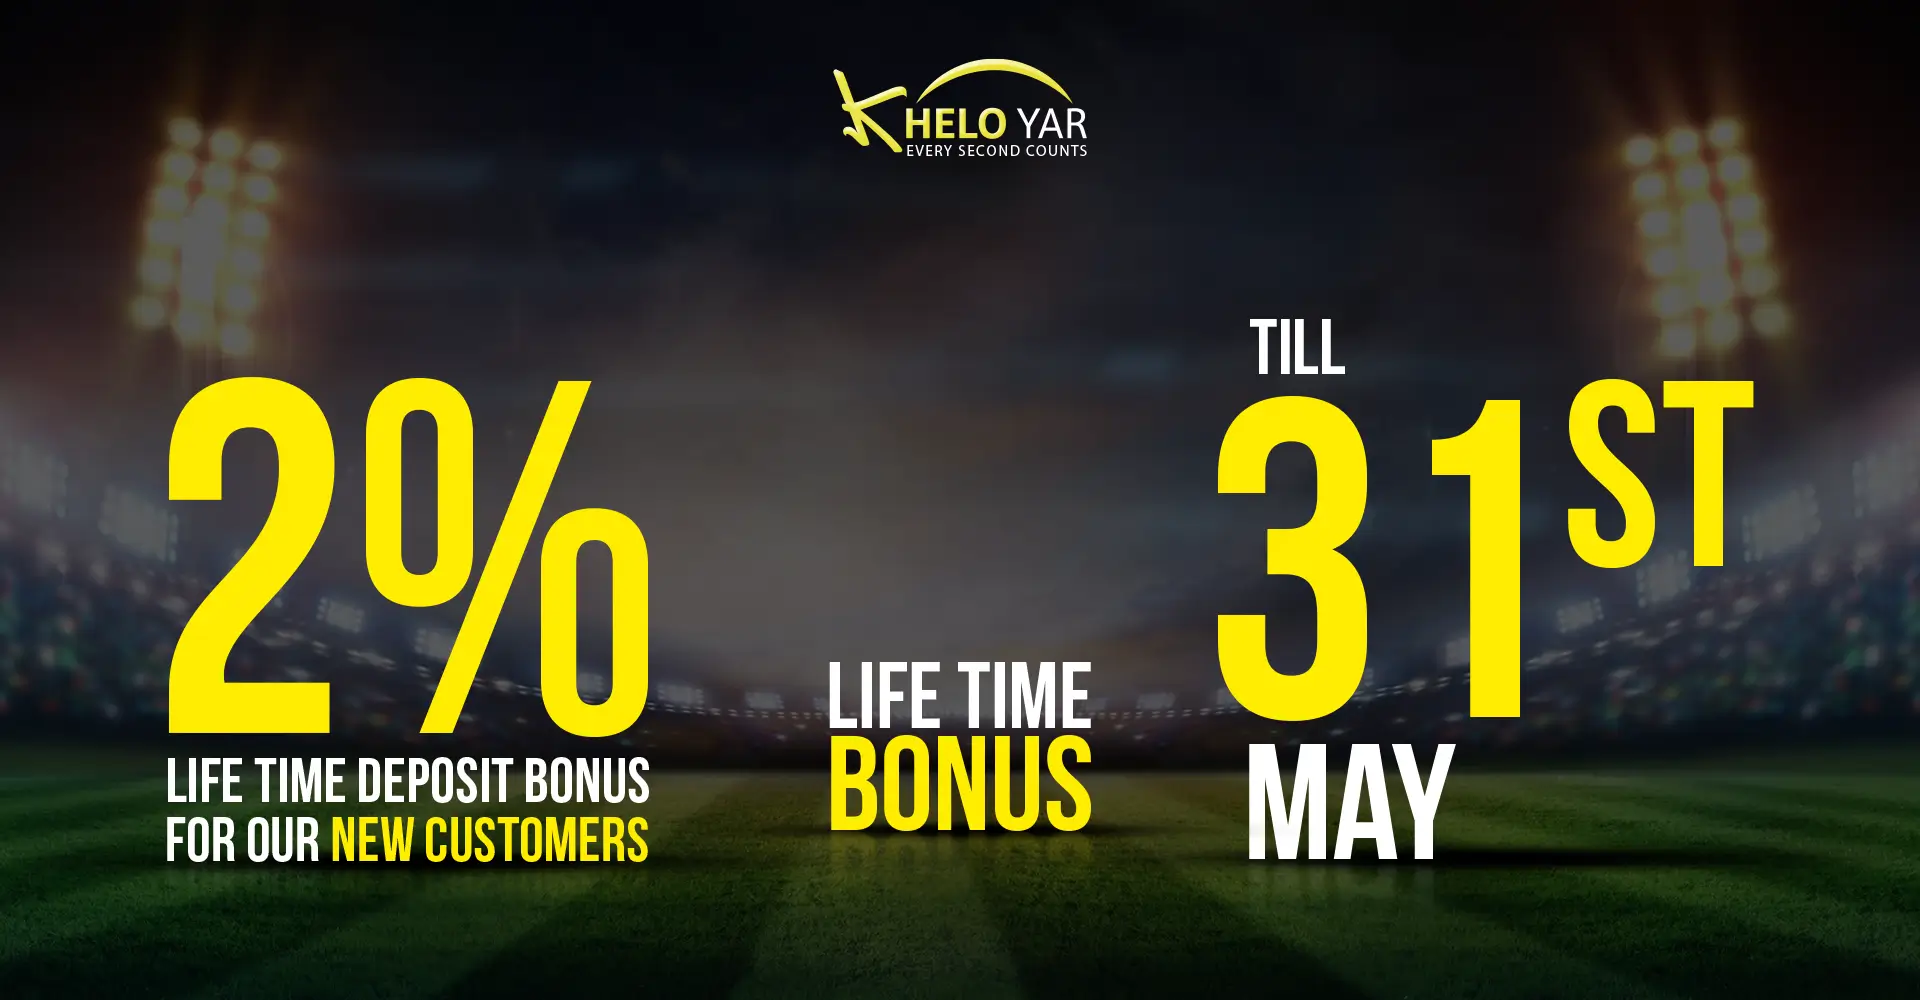 KHELO YAR
EVERY SECOND COUNTS
2%
LIFE TIME DEPOSIT BONUS
FOR OUR NEW CUSTOMERS
LIFE TIME
BONUS
TILL
31ST
MAY